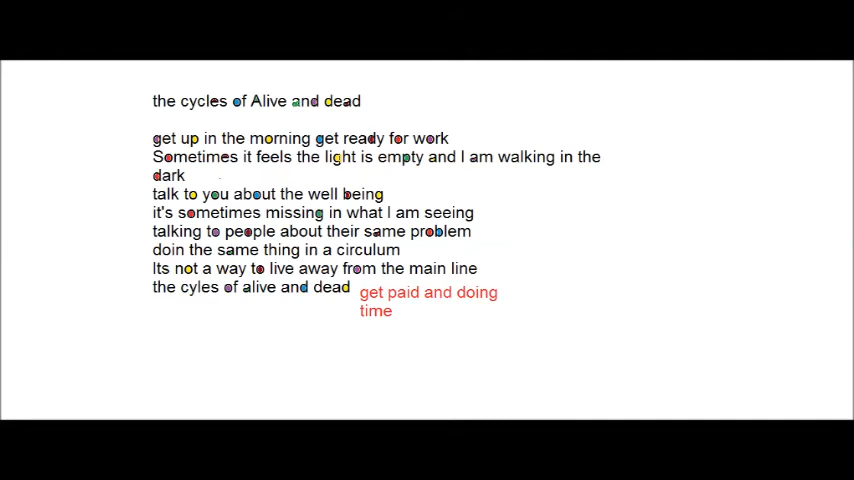 the cycles of Alive and dead
get up in the morning get ready for work
Sometimes it feels the light is empty and I am walking in the
dark
talk to you about the well being
it's sometimes missing in what I am seeing
talking to people about their same problem
doin the same thing in a circulum
Its not a way to live away from the main line
the cyles of alive and dead
get paid and doing
time